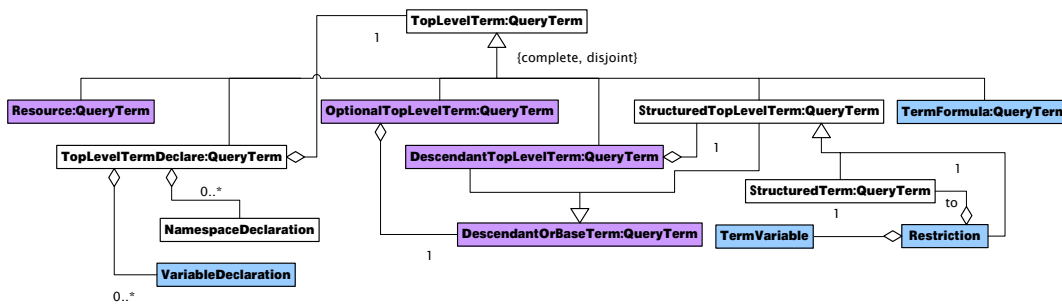 TopLevelTerm:QueryTerm
1
{complete, disjoint}
Resource:QueryTerm
OptionalTopLevelTerm:QueryTerm
StructuredTopLevelTerm:QueryTerm
TermFormula:QueryTerm
TopLevelTermDeclare:QueryTerm
DescendantTopLevelTerm:QueryTerm
1
1
0..*
StructuredTerm:QueryTerm
to
1
NamespaceDeclaration
DescendantOrBaseTerm:QueryTerm
TermVariable
Restriction
1
VariableDeclaration
0..*